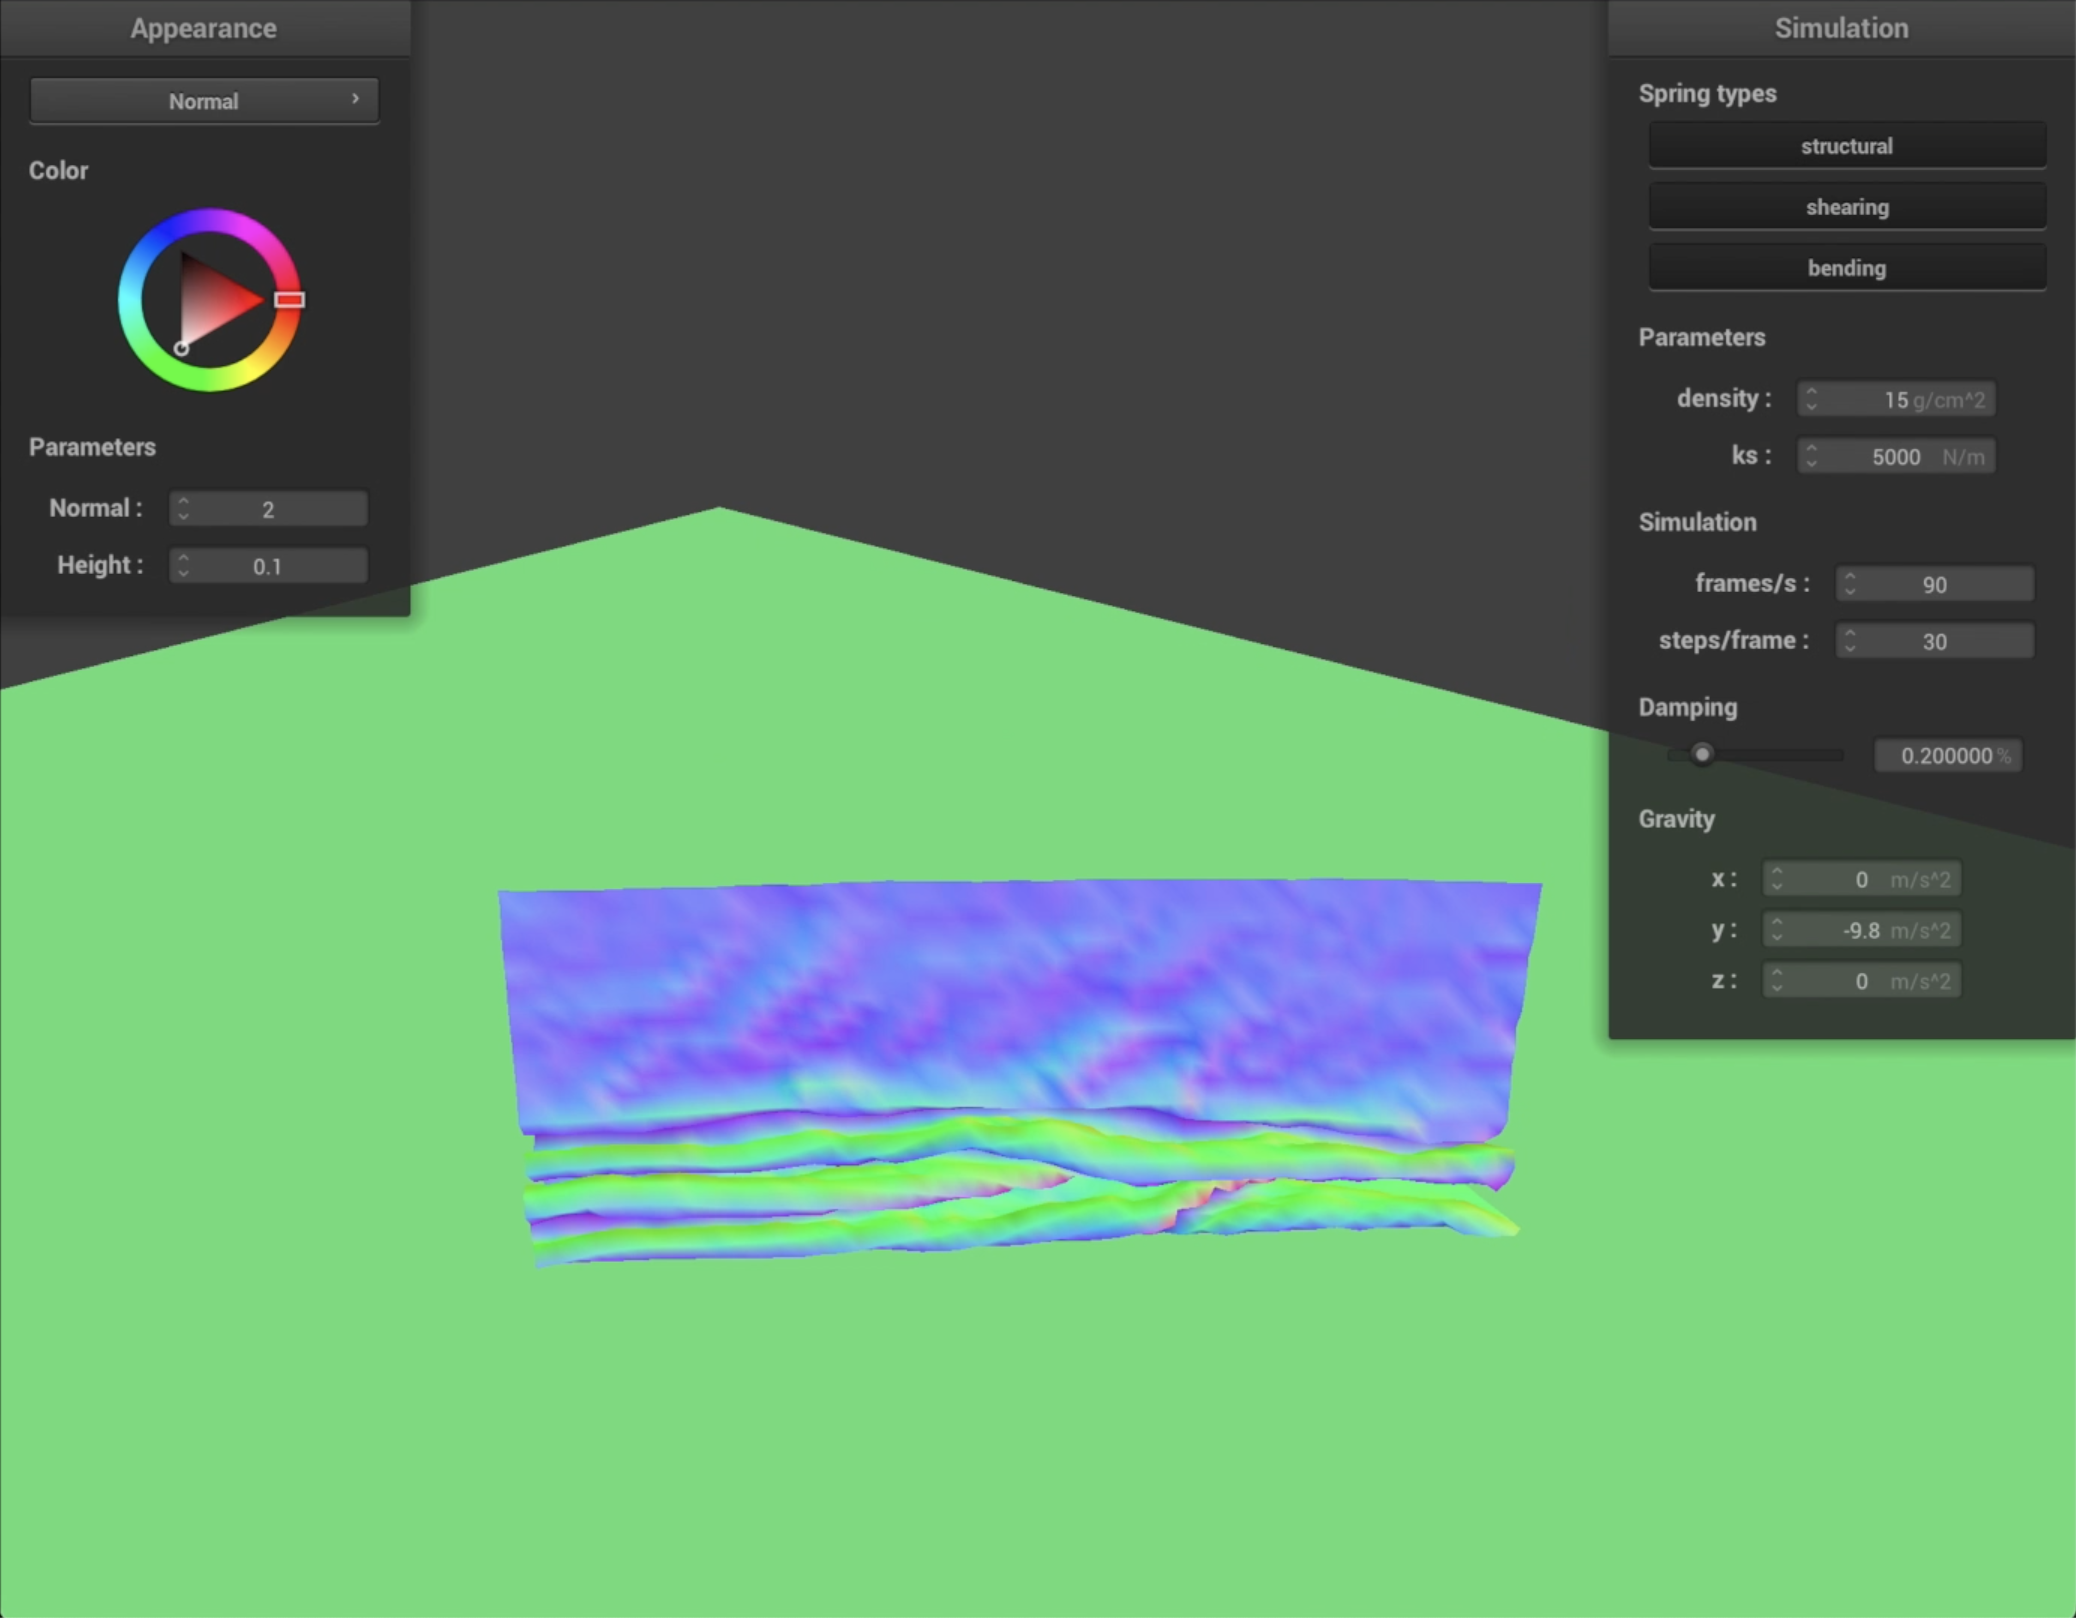 Appearance
Normal
Color
Parameters
Normal : 2
Height : 0.1
Simulation
Spring types
structural
shearing
bending
Parameters
density : 15 g/cm^2
ks : 5000 N/m
Simulation
frames/s : 90
steps/frame : 30
Damping
0.200000 %
Gravity
x : 0 m/s^2
y : -9.8 m/s^2
z : 0 m/s^2